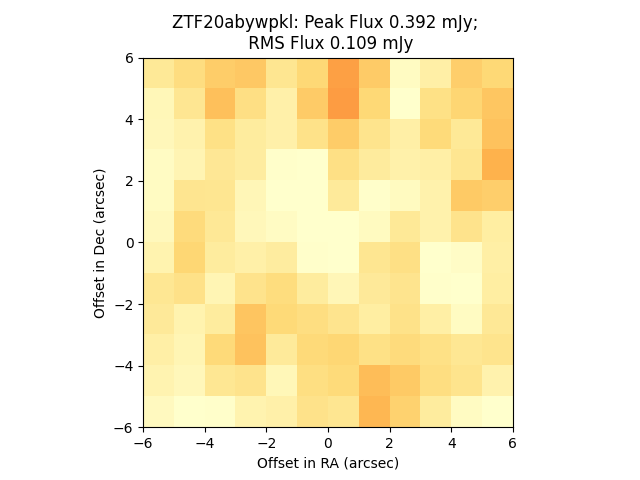 ZTF20abywpkl: Peak Flux 0.392 mJy;
RMS Flux 0.109 mJy
6
4
2
0
−2
−4
−6
Offset in Dec (arcsec)
−6 −4 −2 0 2 4 6
Offset in RA (arcsec)